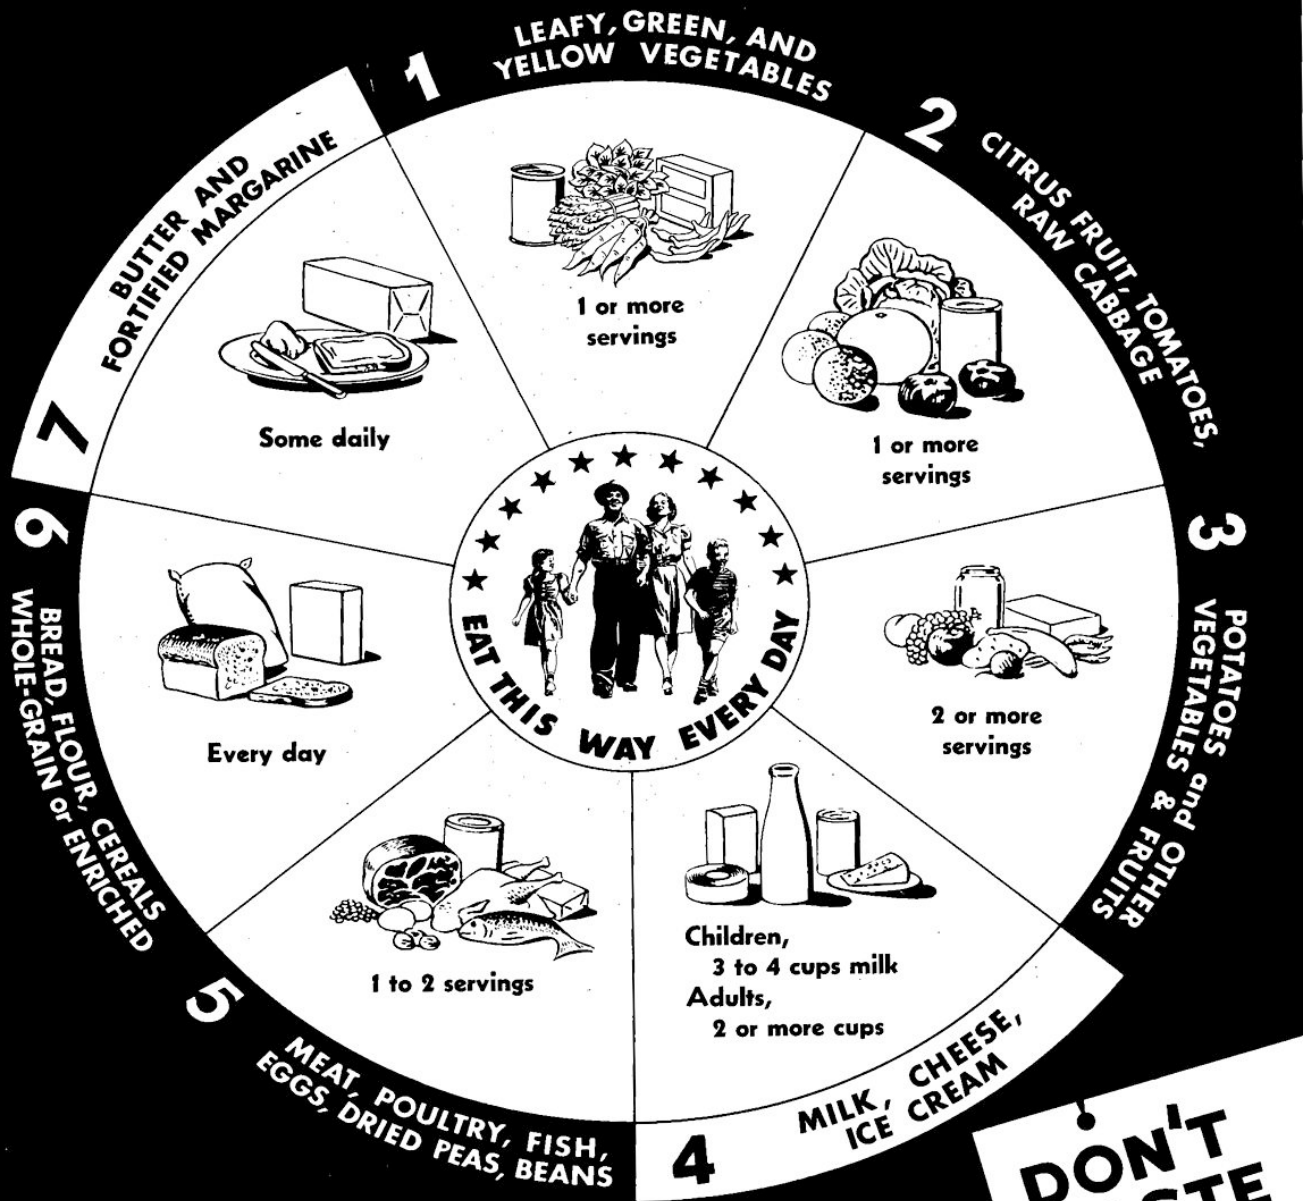 1
LEAFY, GREEN, AND
YELLOW VEGETABLES
1 or more
servings
2
CITRUS FRUIT, TOMATOES,
RAW CABBAGE
1 or more
servings
3
POTATOES and OTHER
VEGETABLES & FRUITS
2 or more
servings
4
MILK, CHEESE,
ICE CREAM
Children,
3 to 4 cups milk
Adults,
2 or more cups
5
MEAT, POULTRY, FISH,
EGGS, DRIED PEAS, BEANS
1 to 2 servings
6
BREAD, FLOUR, CEREALS
WHOLE-GRAIN or ENRICHED
Every day
7
BUTTER AND
FORTIFIED MARGARINE
Some daily
EAT THIS WAY EVERY DAY
DON'T